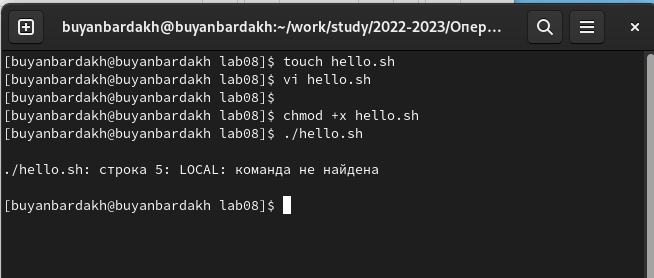 buyanbardakh@buyanbardakh:~/work/study/2022-2023/Опер...
[buyanbardakh@buyanbardakh lab08]$ touch hello.sh
[buyanbardakh@buyanbardakh lab08]$ vi hello.sh
[buyanbardakh@buyanbardakh lab08]$
[buyanbardakh@buyanbardakh lab08]$ chmod +x hello.sh
[buyanbardakh@buyanbardakh lab08]$ ./hello.sh
./hello.sh: строка 5: LOCAL: команда не найдена
[buyanbardakh@buyanbardakh lab08]$